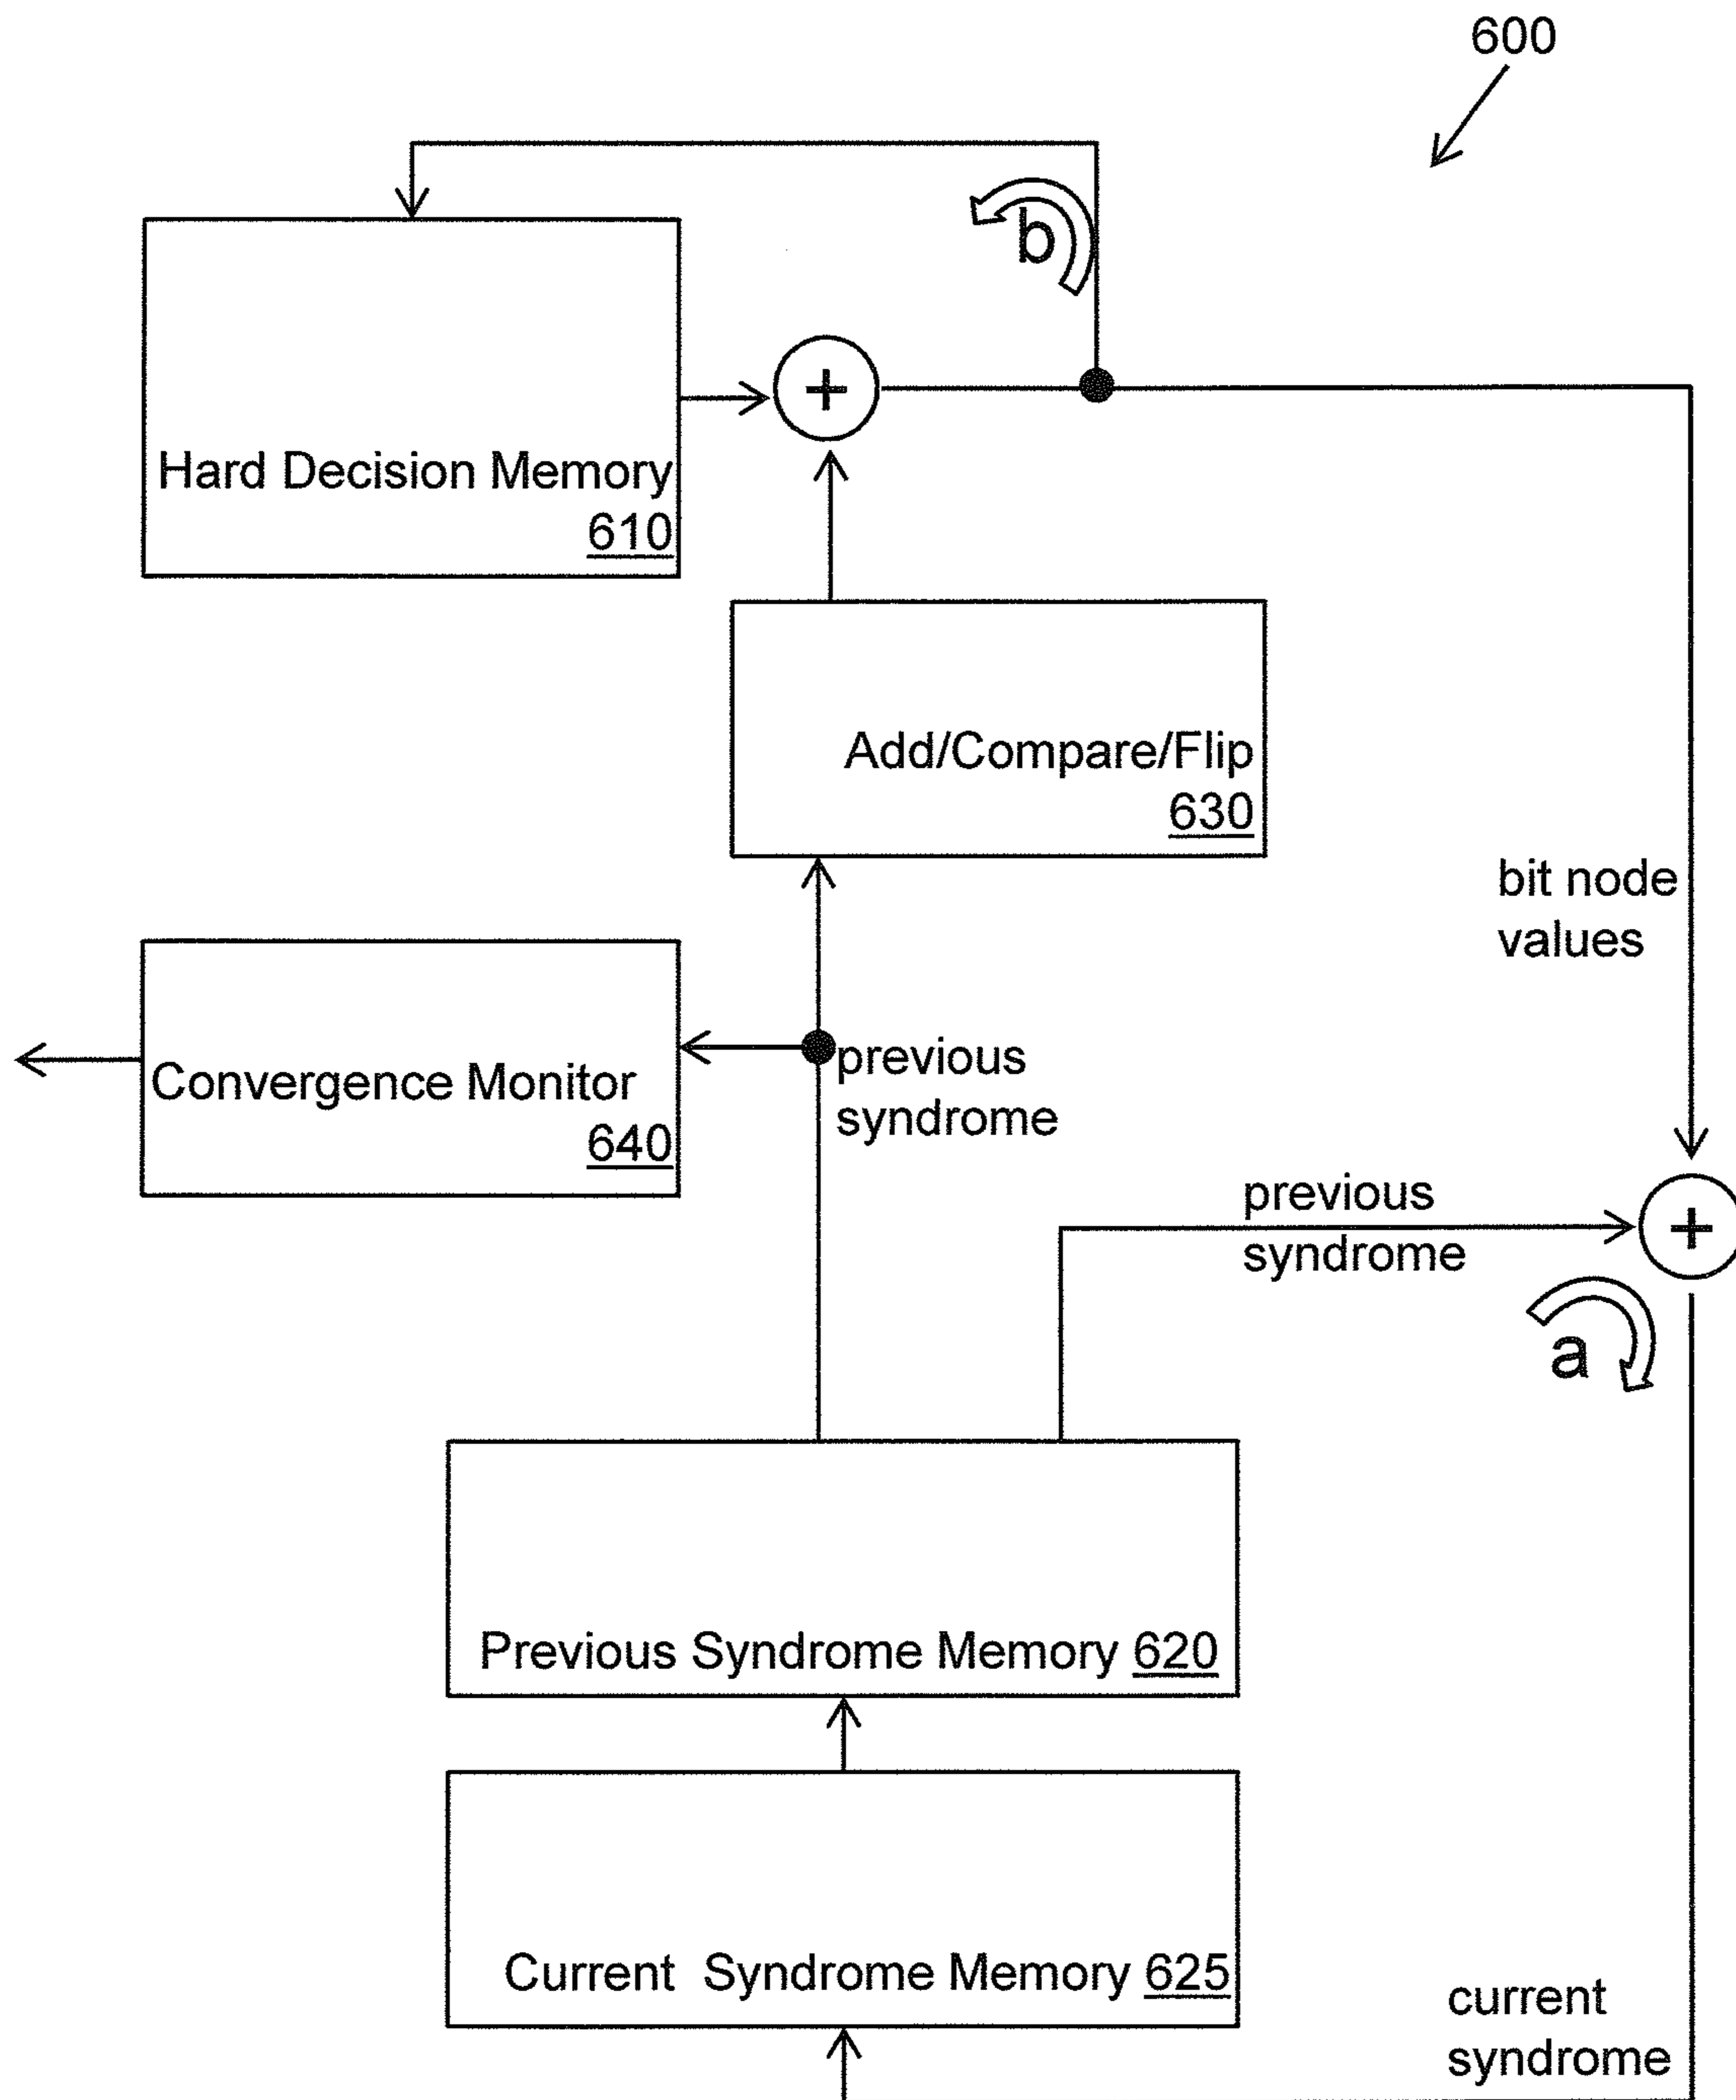 600
b
+
Hard Decision Memory
610
Add/Compare/Flip
630
bit node
values
Convergence Monitor
640
previous
syndrome
previous
syndrome
+
a
Previous Syndrome Memory 620
Current Syndrome Memory 625
current
syndrome